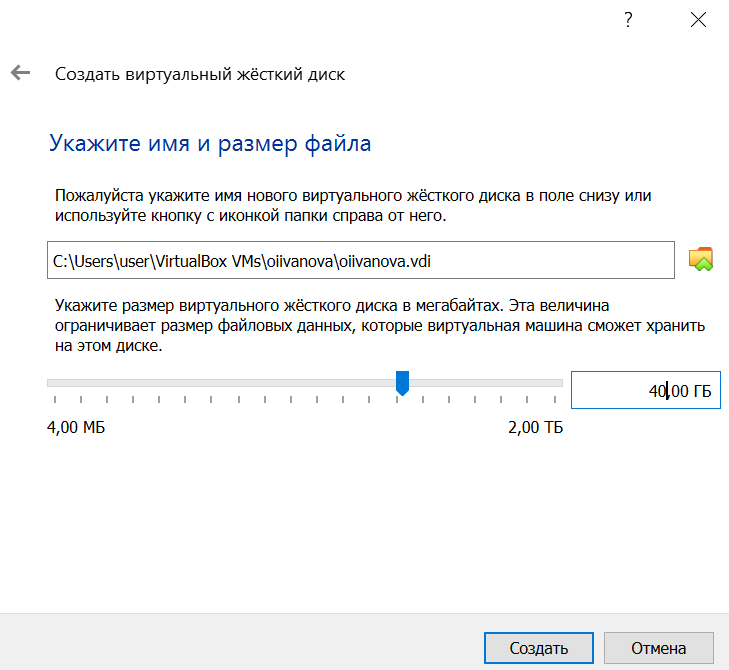 ?
Создать виртуальный жёсткий диск
Укажите имя и размер файла
Пожалуйста укажите имя нового виртуального жёсткого диска в поле снизу или
используйте кнопку с иконкой папки справа от него.
C:\Users\user\VirtualBox VMs\oiivanova\oiivanova.vdi
Укажите размер виртуального жёсткого диска в мегабайтах. Эта величина
ограничивает размер файловых данных, которые виртуальная машина сможет хранить
на этом диске.
40,00 ГБ
4,00 МБ
2,00 ТБ
Создать
Отмена